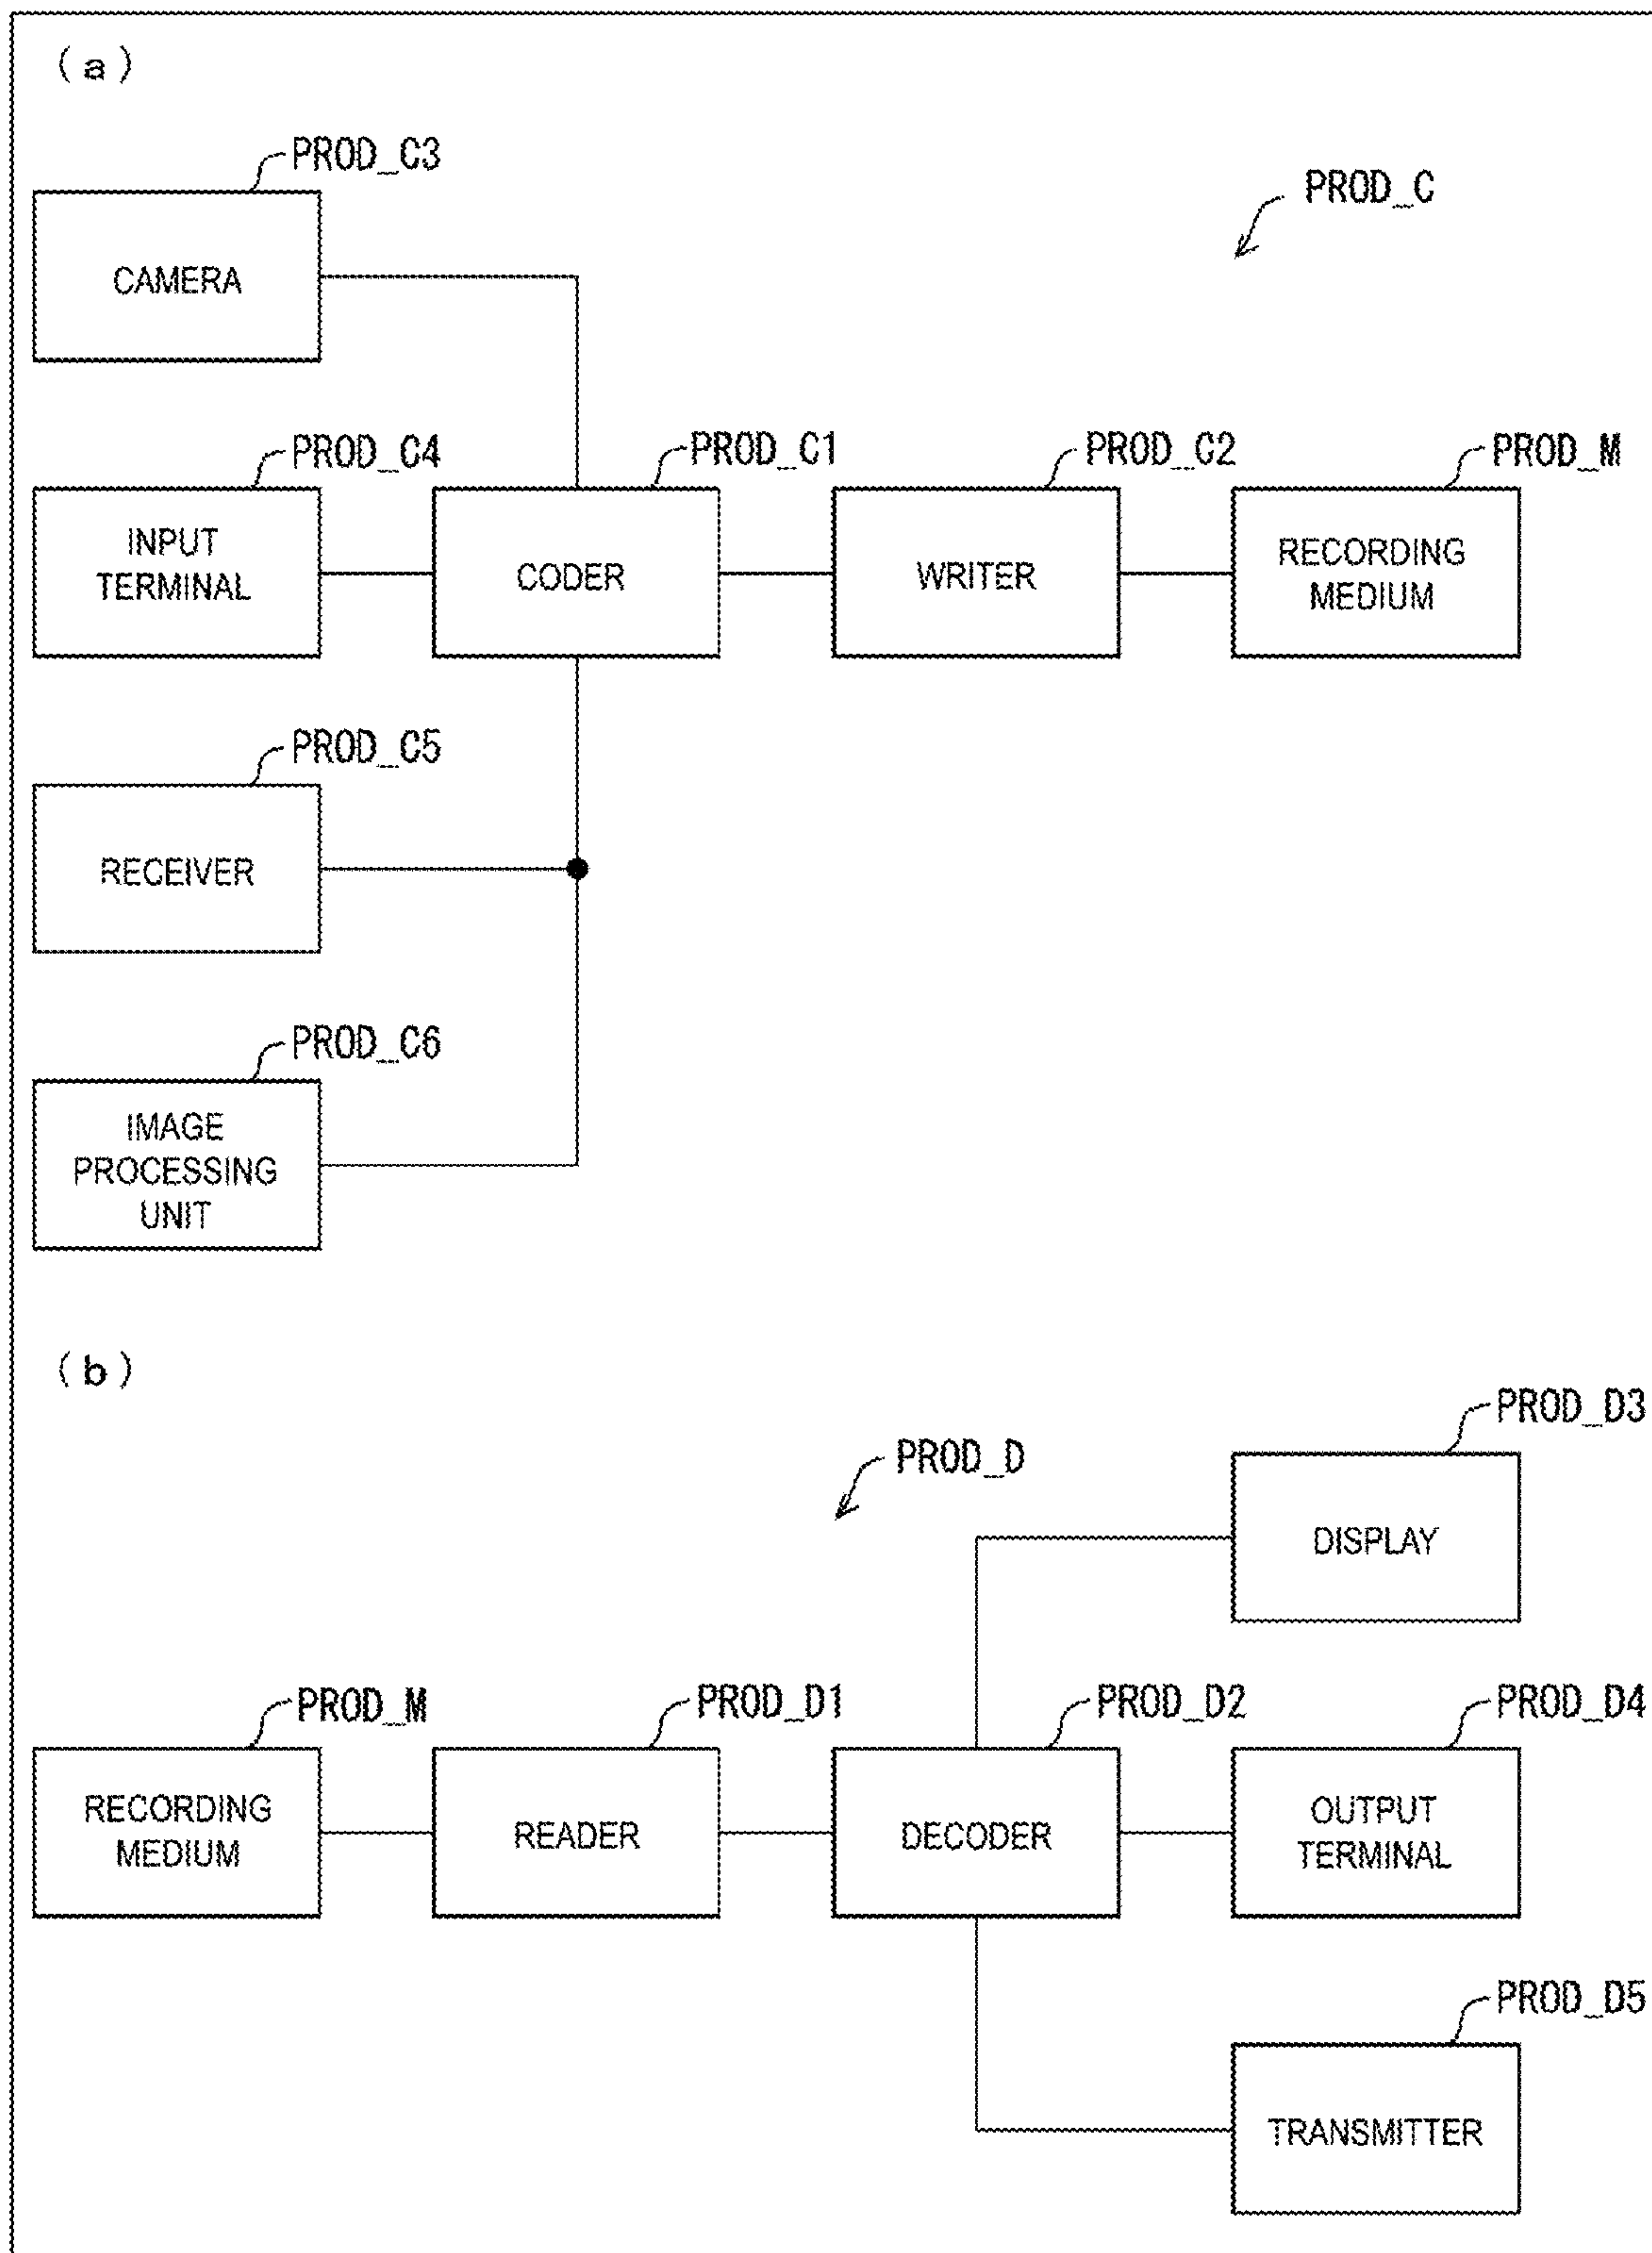 (a)
PROD_C3
PROD_C
CAMERA
PROD_C4
PROD_C1
PROD_C2
PROD_M
INPUT
TERMINAL
CODER
WRITER
RECORDING
MEDIUM
PROD_C5
RECEIVER
PROD_C6
IMAGE
PROCESSING
UNIT
(b)
PROD_D3
PROD_D
DISPLAY
PROD_M
PROD_D1
PROD_D2
PROD_D4
RECORDING
MEDIUM
READER
DECODER
OUTPUT
TERMINAL
PROD_D5
TRANSMITTER